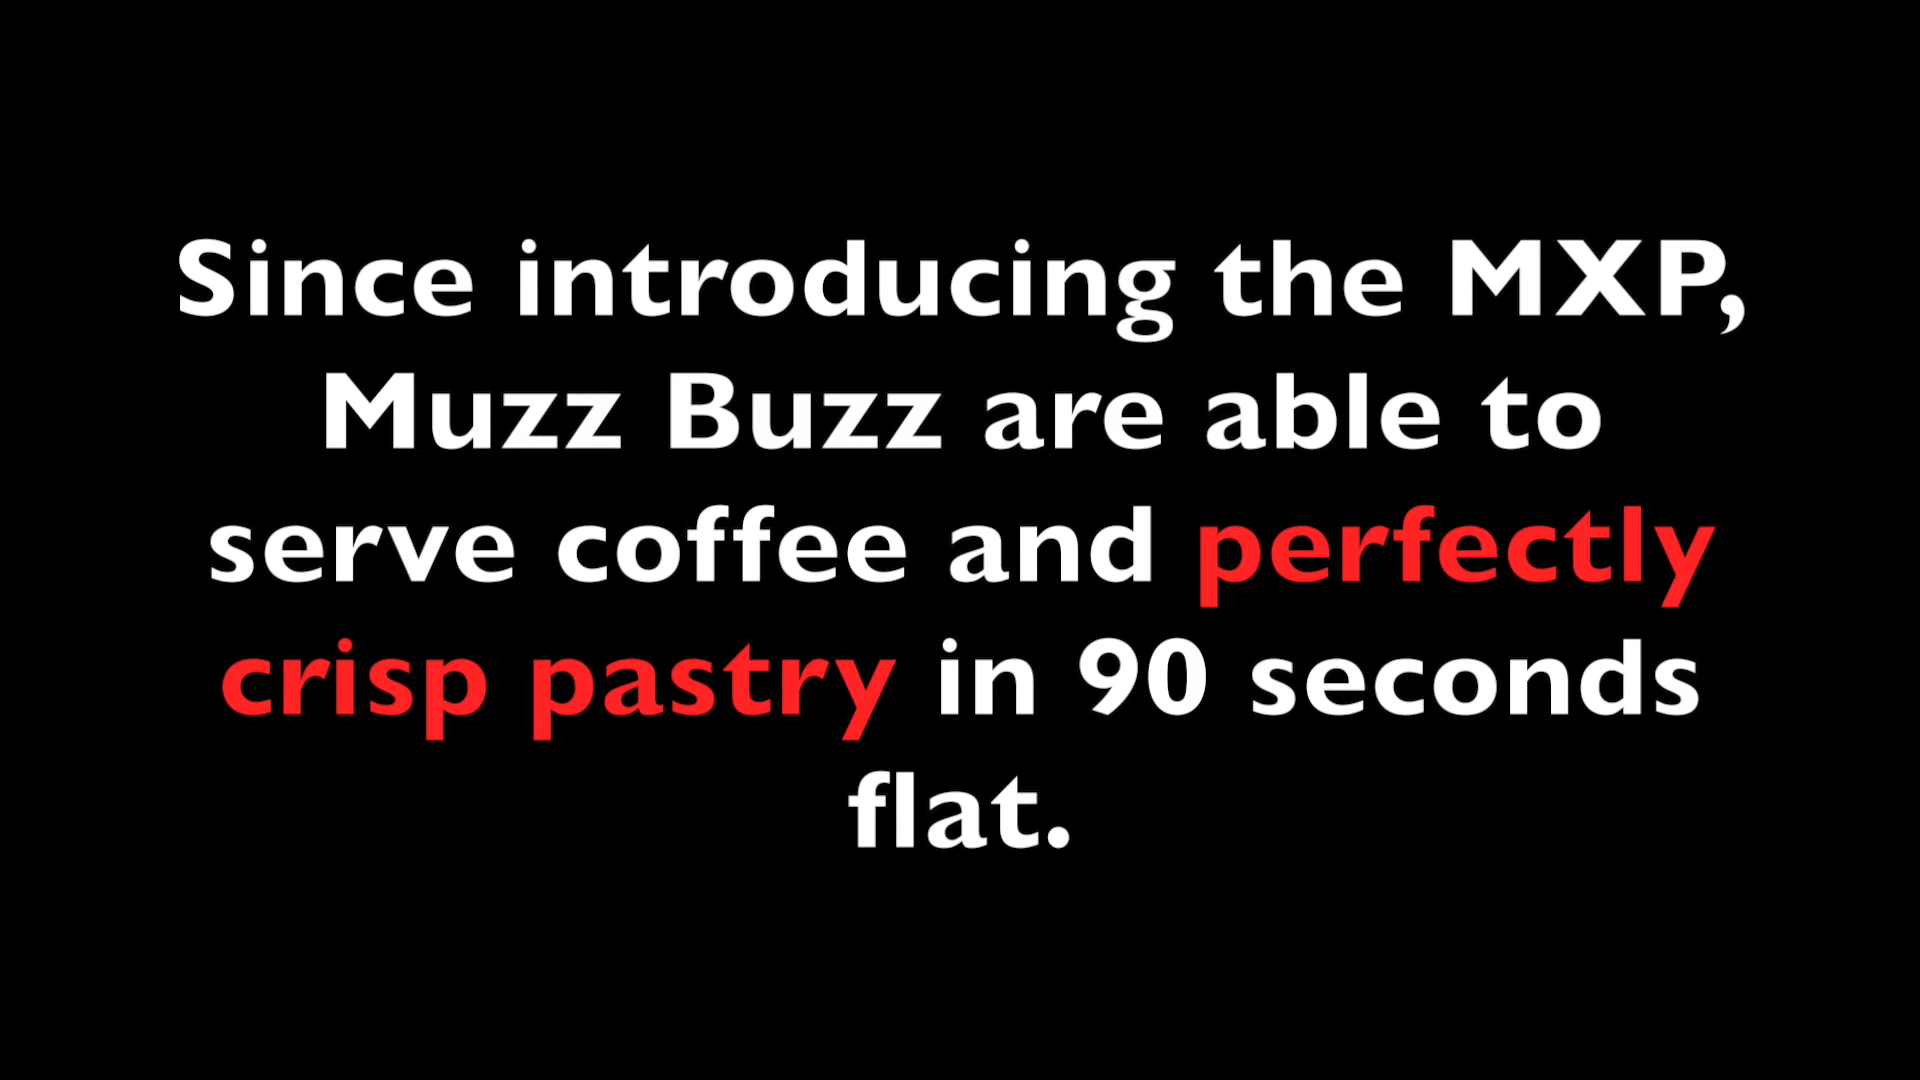 Since introducing the MXP,
Muzz Buzz are able to
serve coffee and perfectly
crisp pastry in 90 seconds
flat.